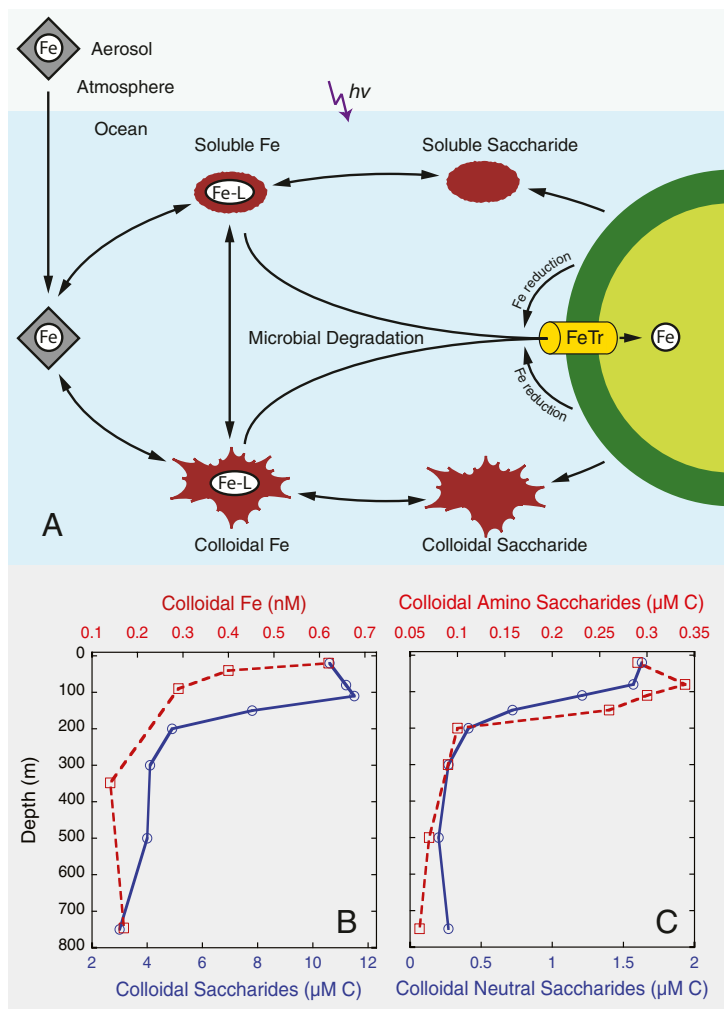 Fe
Aerosol
Atmosphere
hν
Ocean
Soluble Fe
Soluble Saccharide
Fe-L
Fe reduction
Fe
Microbial Degradation
FeTr
Fe
Fe reduction
Fe-L
A
Colloidal Fe
Colloidal Saccharide
Colloidal Fe (nM)
0.1 0.2 0.3 0.4 0.5 0.6 0.7
0
100
200
300
400
500
600
700
800
Depth (m)
B
2 4 6 8 10 12
Colloidal Saccharides (µM C)
Colloidal Amino Saccharides (µM C)
0.05 0.1 0.15 0.2 0.25 0.3 0.35
C
0 0.5 1 1.5 2
Colloidal Neutral Saccharides (µM C)